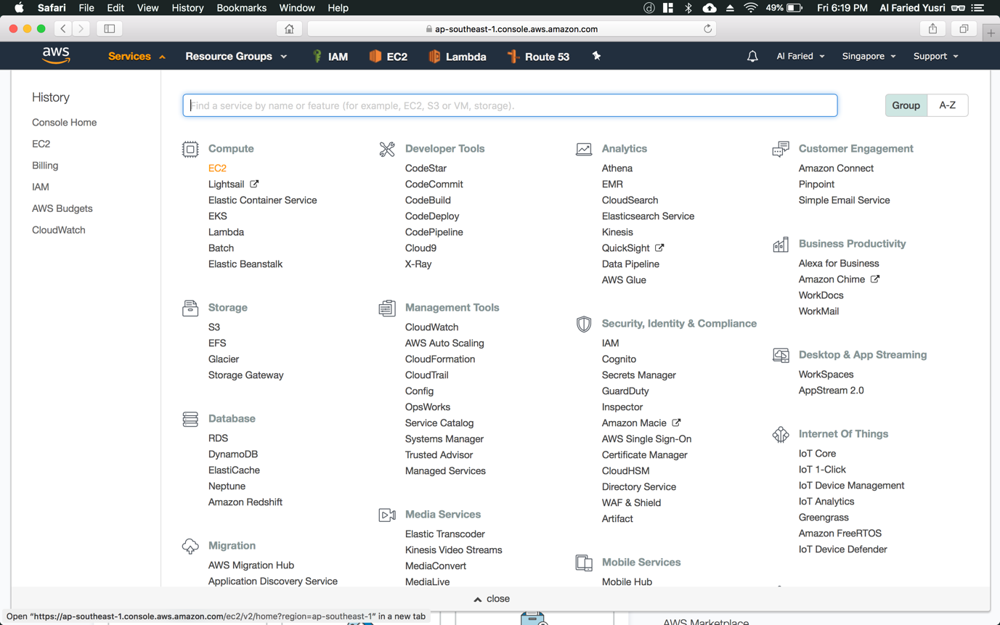 Safari File Edit View History Bookmarks Window Help 49% Fri 6:19 PM Al Faried Yusri
ap-southeast-1.console.aws.amazon.com
aws Services Resource Groups IAM EC2 Lambda Route 53 Al Faried Singapore Support
History
Console Home
EC2
Billing
IAM
AWS Budgets
CloudWatch
Find a service by name or feature (for example, EC2, S3 or VM, storage).
Group A-Z
Compute
EC2
Lightsail
Elastic Container Service
EKS
Lambda
Batch
Elastic Beanstalk
Storage
S3
EFS
Glacier
Storage Gateway
Database
RDS
DynamoDB
ElastiCache
Neptune
Amazon Redshift
Migration
AWS Migration Hub
Application Discovery Service
Developer Tools
CodeStar
CodeCommit
CodeBuild
CodeDeploy
CodePipeline
Cloud9
X-Ray
Management Tools
CloudWatch
AWS Auto Scaling
CloudFormation
CloudTrail
Config
OpsWorks
Service Catalog
Systems Manager
Trusted Advisor
Managed Services
Media Services
Elastic Transcoder
Kinesis Video Streams
MediaConvert
MediaLive
Analytics
Athena
EMR
CloudSearch
Elasticsearch Service
Kinesis
QuickSight
Data Pipeline
AWS Glue
Security, Identity & Compliance
IAM
Cognito
Secrets Manager
GuardDuty
Inspector
Amazon Macie
AWS Single Sign-On
Certificate Manager
CloudHSM
Directory Service
WAF & Shield
Artifact
Mobile Services
Mobile Hub
Customer Engagement
Amazon Connect
Pinpoint
Simple Email Service
Business Productivity
Alexa for Business
Amazon Chime
WorkDocs
WorkMail
Desktop & App Streaming
WorkSpaces
AppStream 2.0
Internet Of Things
IoT Core
IoT 1-Click
IoT Device Management
IoT Analytics
Greengrass
Amazon FreeRTOS
IoT Device Defender
close
Open “https://ap-southeast-1.console.aws.amazon.com/ec2/v2/home?region=ap-southeast-1” in a new tab
AWS Marketplace